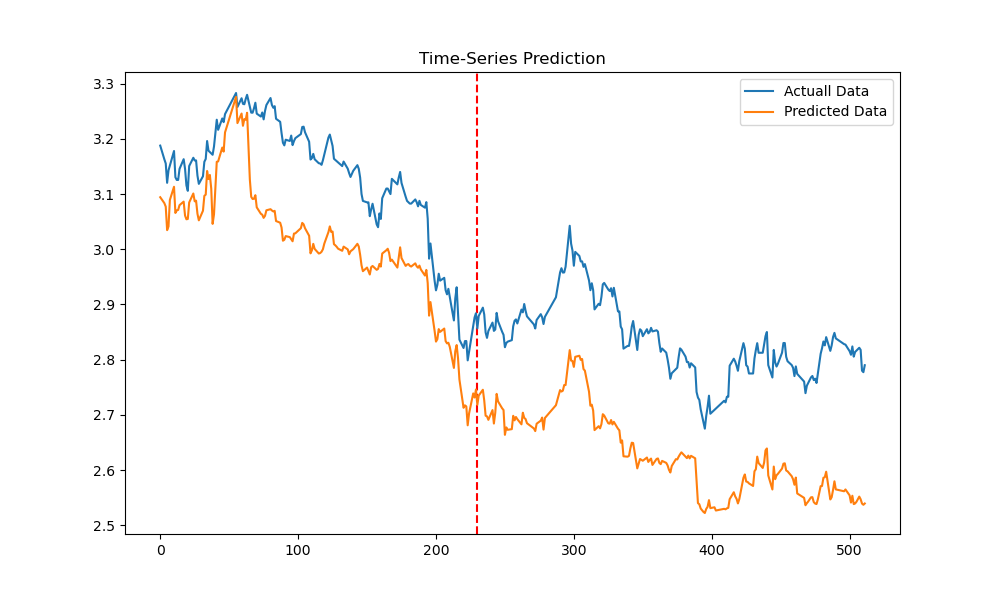 Time-Series Prediction
Actuall Data
Predicted Data
3.3
3.2
3.1
3.0
2.9
2.8
2.7
2.6
2.5
0 100 200 300 400 500